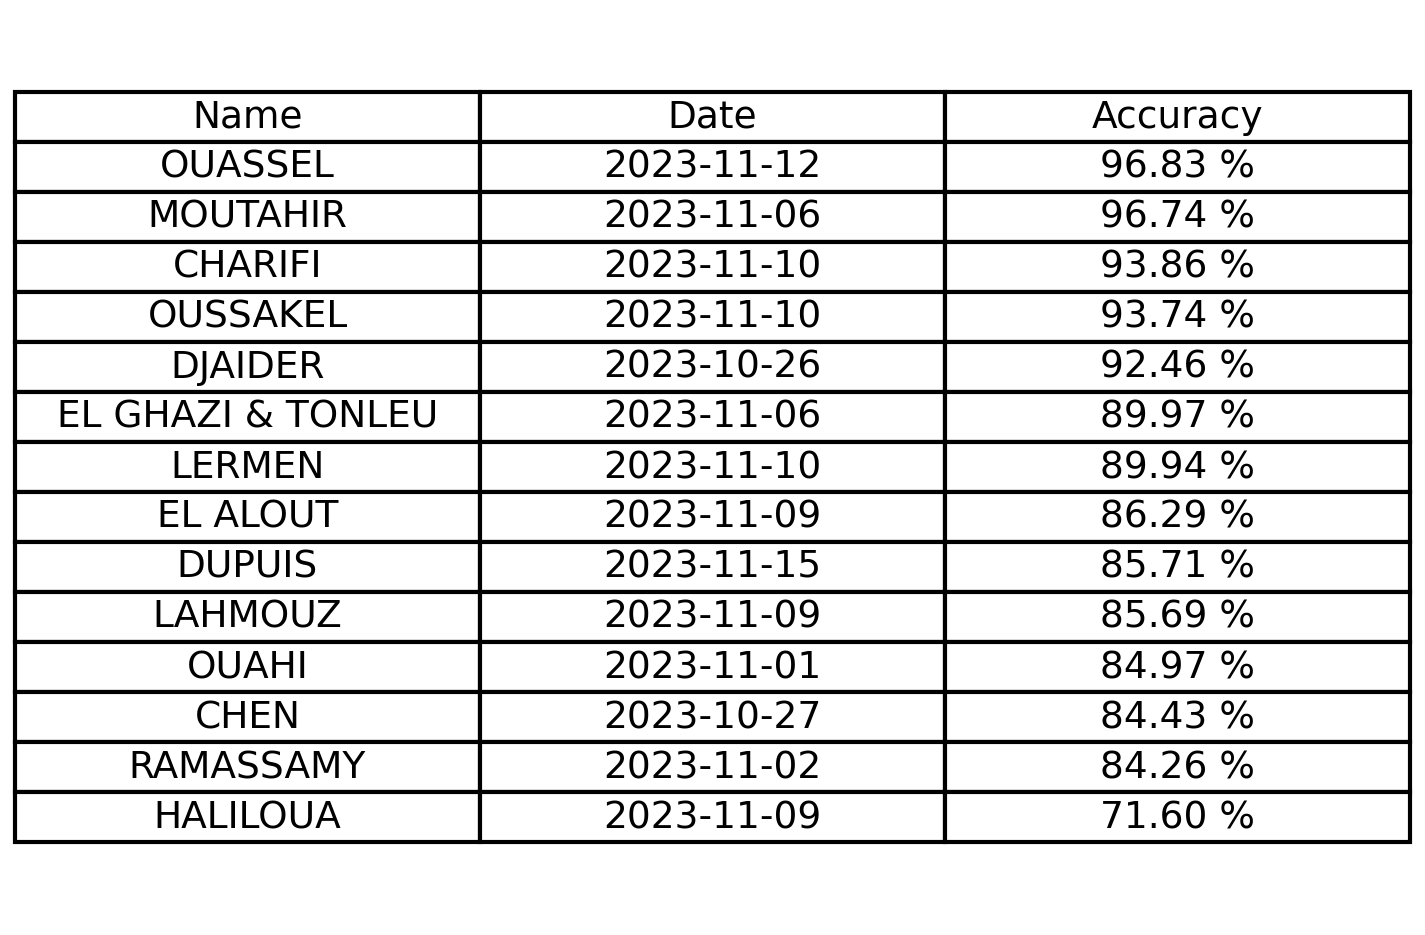 Name Date Accuracy
OUASSEL 2023-11-12 96.83 %
MOUTAHIR 2023-11-06 96.74 %
CHARIFI 2023-11-10 93.86 %
OUSSAKEL 2023-11-10 93.74 %
DJAIDER 2023-10-26 92.46 %
EL GHAZI & TONLEU 2023-11-06 89.97 %
LERMEN 2023-11-10 89.94 %
EL ALOUT 2023-11-09 86.29 %
DUPUIS 2023-11-15 85.71 %
LAHMOUZ 2023-11-09 85.69 %
OUAHI 2023-11-01 84.97 %
CHEN 2023-10-27 84.43 %
RAMASSAMY 2023-11-02 84.26 %
HALILOUA 2023-11-09 71.60 %